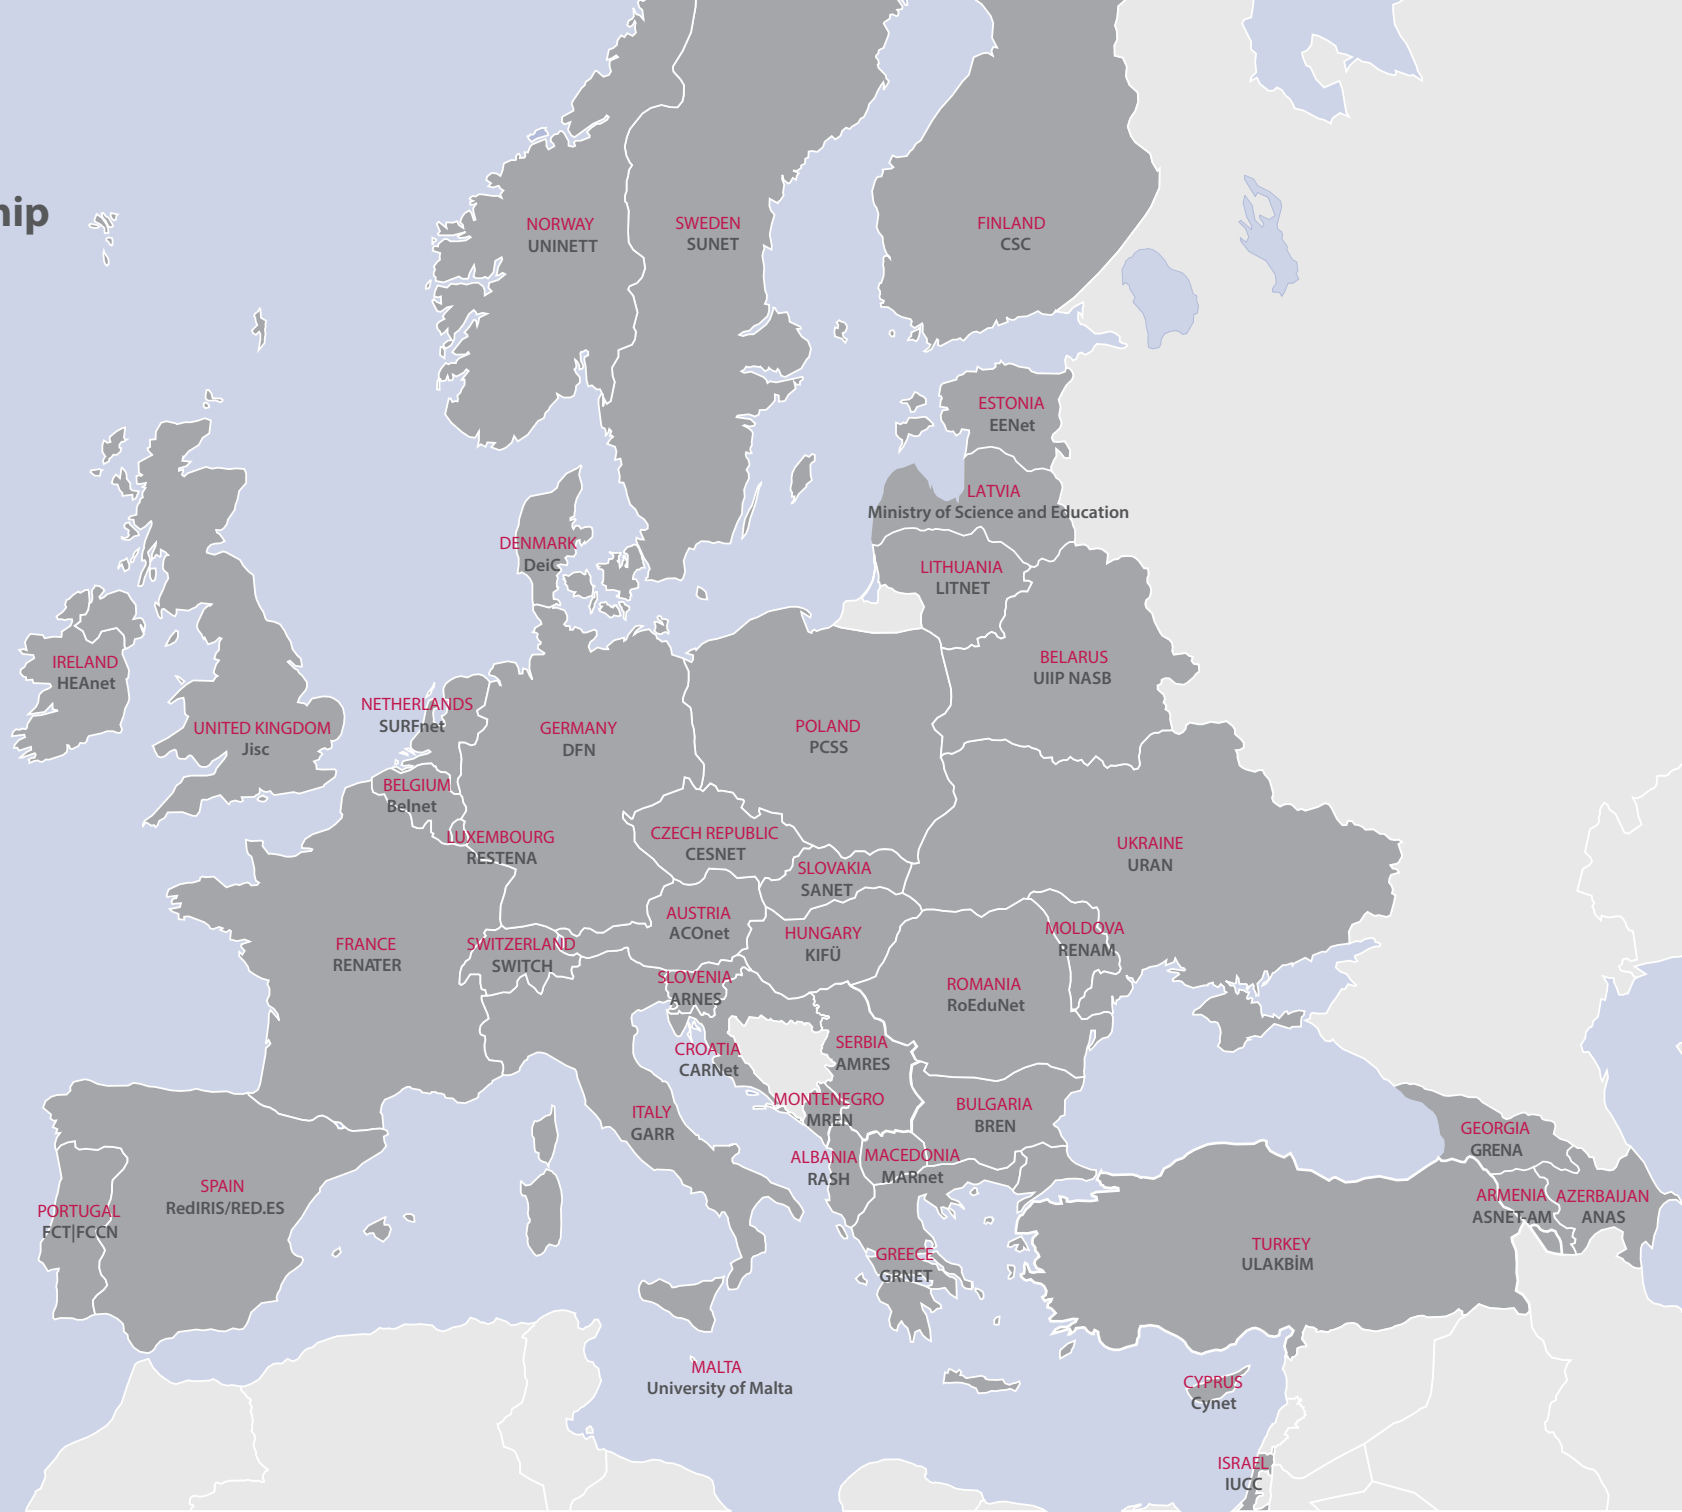 hip
NORWAY
UNINETT
SWEDEN
SUNET
FINLAND
CSC
ESTONIA
EENet
LATVIA
Ministry of Science and Education
DENMARK
DeiC
LITHUANIA
LITNET
IRELAND
HEAnet
BELARUS
UIIP NASB
NETHERLANDS
SURFnet
UNITED KINGDOM
Jisc
GERMANY
DFN
POLAND
PCSS
BELGIUM
Belnet
LUXEMBOURG
RESTENA
CZECH REPUBLIC
CESNET
SLOVAKIA
SANET
UKRAINE
URAN
AUSTRIA
ACOnet
HUNGARY
KIFÜ
MOLDOVA
RENAM
FRANCE
RENATER
SWITZERLAND
SWITCH
SLOVENIA
ARNES
ROMANIA
RoEduNet
CROATIA
CARNet
SERBIA
AMRES
MONTENEGRO
MREN
BULGARIA
BREN
ITALY
GARR
GEORGIA
GRENA
ALBANIA
RASH
MACEDONIA
MARnet
SPAIN
RedIRIS/RED.ES
PORTUGAL
FCT|FCCN
ARMENIA
ASNET-AM
AZERBAIJAN
ANAS
GREECE
GRNET
TURKEY
ULAKBİM
MALTA
University of Malta
CYPRUS
Cynet
ISRAEL
IUCC